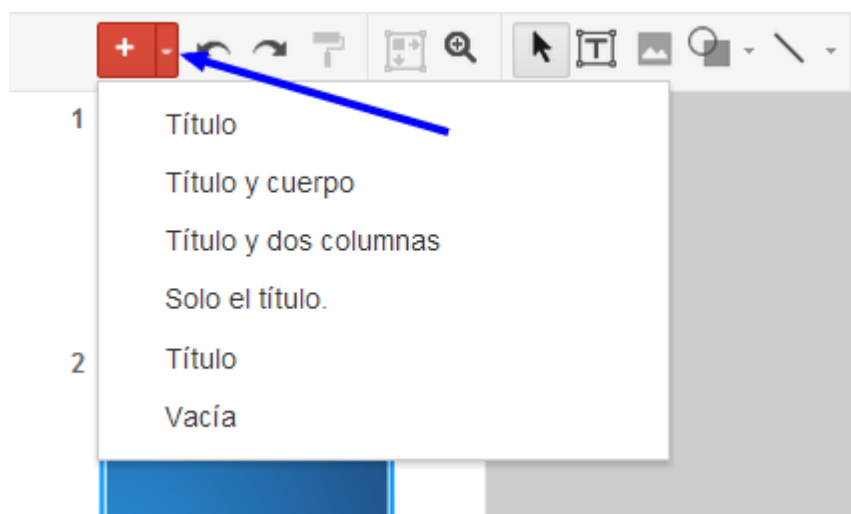 1
Título
Título y cuerpo
Título y dos columnas
Solo el título.
2
Título
Vacía